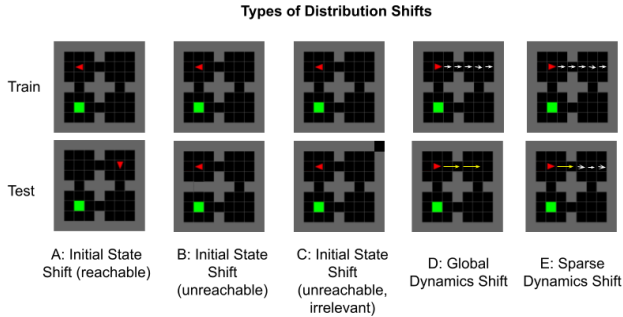 Types of Distribution Shifts
Train
Test
A: Initial State
Shift (reachable)
B: Initial State
Shift
(unreachable)
C: Initial State
Shift
(unreachable,
irrelevant)
D: Global
Dynamics Shift
E: Sparse
Dynamics Shift